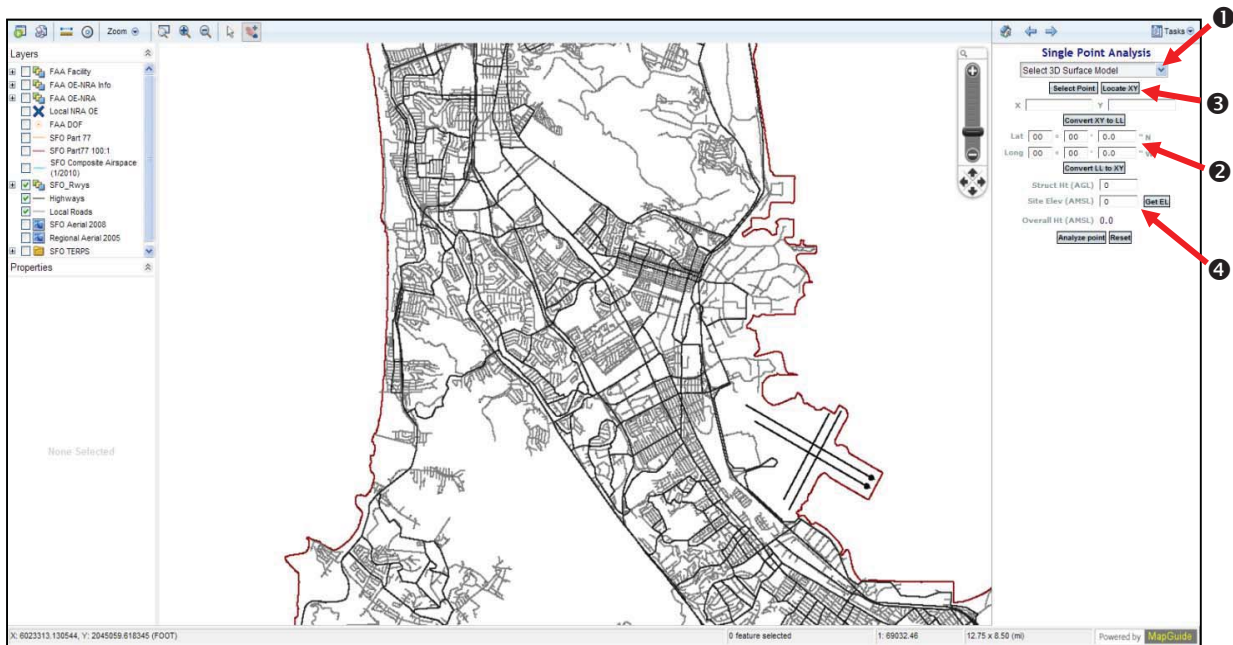 Zoom
Tasks
Layers
FAA Facility
FAA OE-NRA Info
FAA OE-NRA
Local NRA OE
FAA DOF
SFO Part 77
SFO Part77 100:1
SFO Composite Airspace
(1/2010)
SFO_Rwys
Highways
Local Roads
SFO Aerial 2008
Regional Aerial 2005
SFO TERPS
Properties
None Selected
Single Point Analysis
Select 3D Surface Model
Select Point Locate XY
X Y
Convert XY to LL
Lat 00 ° 00 ' 0.0 " N
Long 00 ° 00 ' 0.0 " W
Convert LL to XY
Struct Ht (AGL) 0
Site Elev (AMSL) 0 Get EL
Overall Ht (AMSL) 0.0
Analyze point Reset
❶
❸
❷
❹
X: 6023313.130544, Y: 2045059.618345 (FOOT) 0 feature selected 1: 69032.46 12.75 x 8.50 (mi) Powered by MapGuide